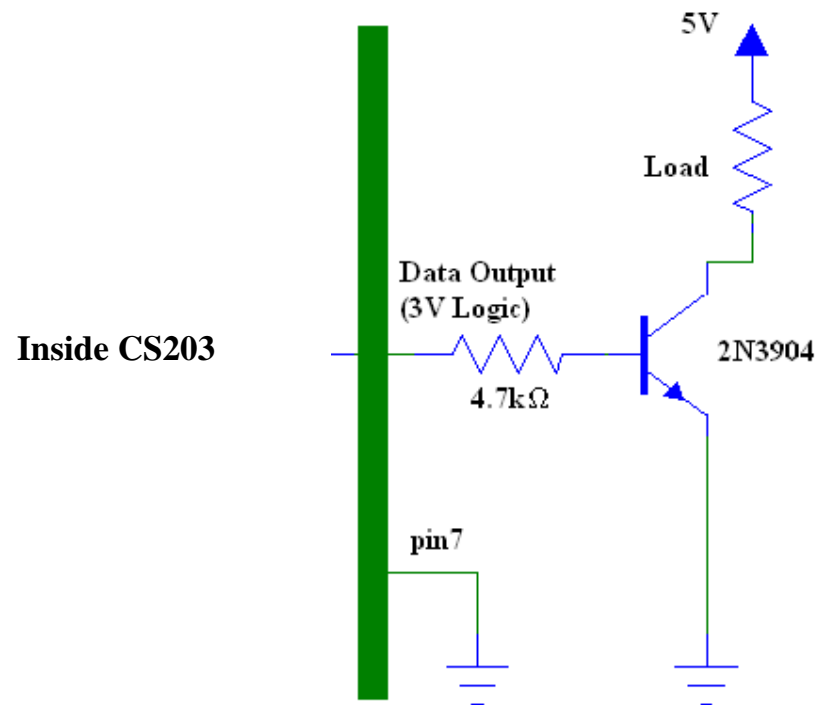 5V
Load
Data Output
(3V Logic)
Inside CS203
2N3904
4.7kΩ
pin7